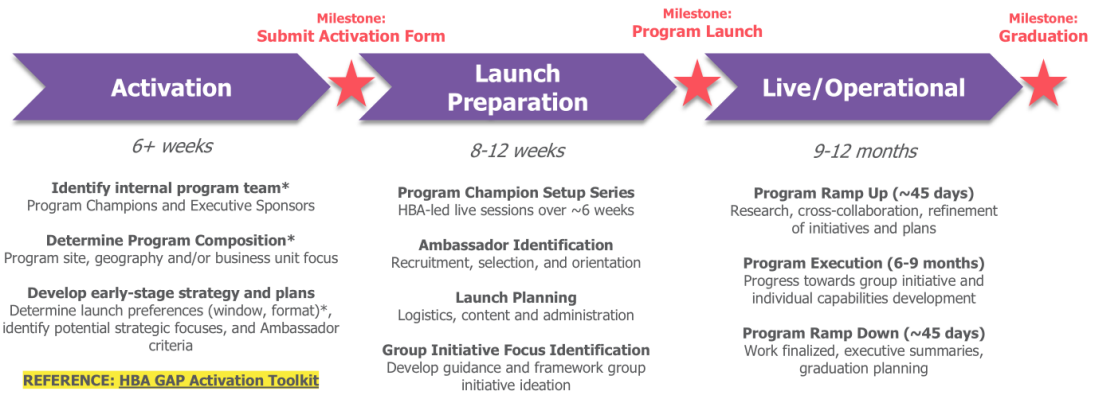 Milestone:
Submit Activation Form
Milestone:
Program Launch
Milestone:
Graduation
Activation
Launch
Preparation
Live/Operational
6+ weeks
Identify internal program team*
Program Champions and Executive Sponsors
Determine Program Composition*
Program site, geography and/or business unit focus
Develop early-stage strategy and plans
Determine launch preferences (window, format)*,
identify potential strategic focuses, and Ambassador
criteria
REFERENCE: HBA GAP Activation Toolkit
8-12 weeks
Program Champion Setup Series
HBA-led live sessions over ~6 weeks
Ambassador Identification
Recruitment, selection, and orientation
Launch Planning
Logistics, content and administration
Group Initiative Focus Identification
Develop guidance and framework group
initiative ideation
9-12 months
Program Ramp Up (~45 days)
Research, cross-collaboration, refinement
of initiatives and plans
Program Execution (6-9 months)
Progress towards group initiative and
individual capabilities development
Program Ramp Down (~45 days)
Work finalized, executive summaries,
graduation planning